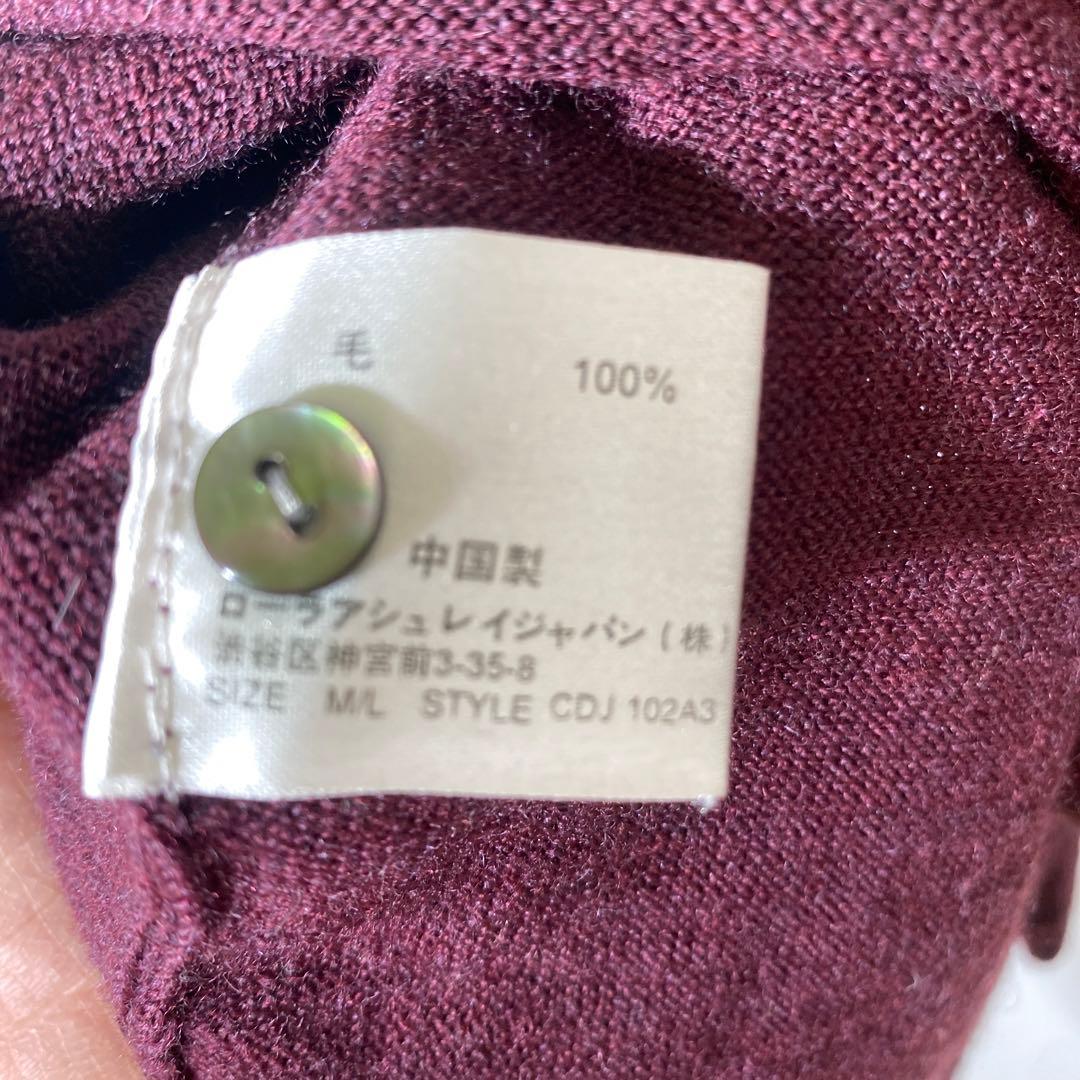 毛 100%
中国製
ローラアシュレイジャパン(株)
渋谷区神宮前3-35-8
SIZE M/L STYLE CDJ 102A3